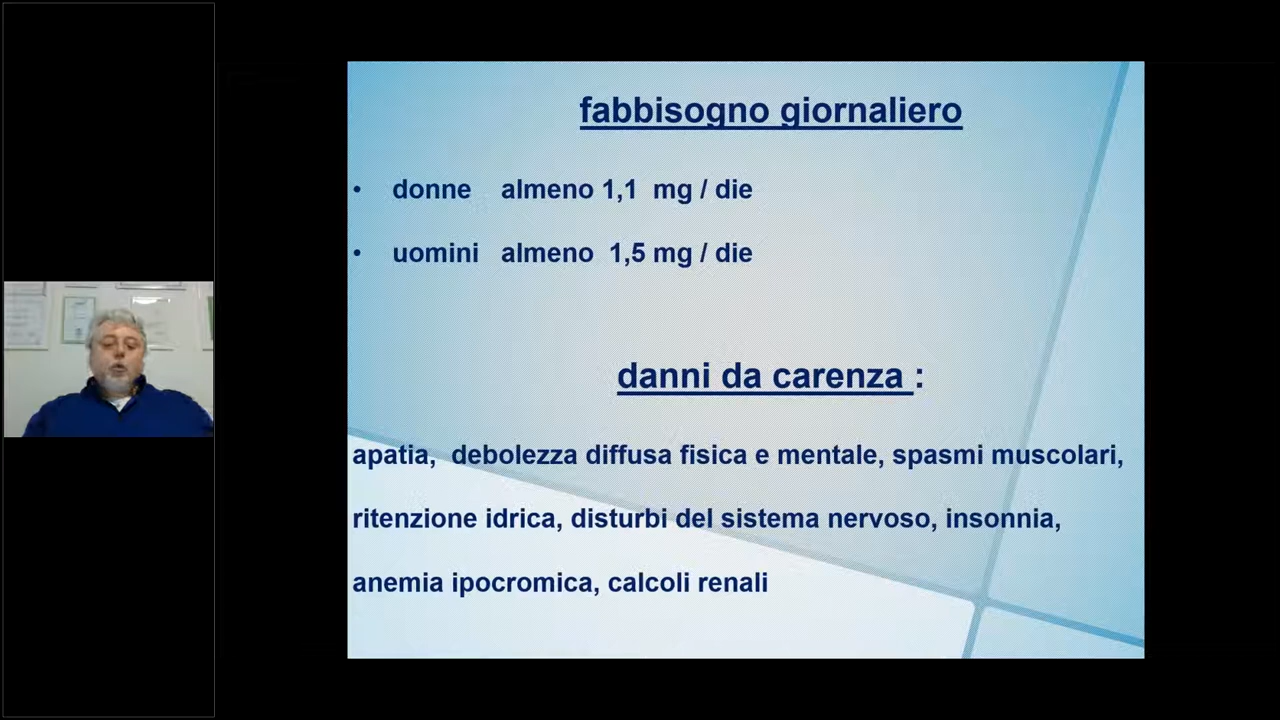 fabbisogno giornaliero
• donne almeno 1,1 mg / die
• uomini almeno 1,5 mg / die
danni da carenza :
apatia, debolezza diffusa fisica e mentale, spasmi muscolari,
ritenzione idrica, disturbi del sistema nervoso, insonnia,
anemia ipocromica, calcoli renali